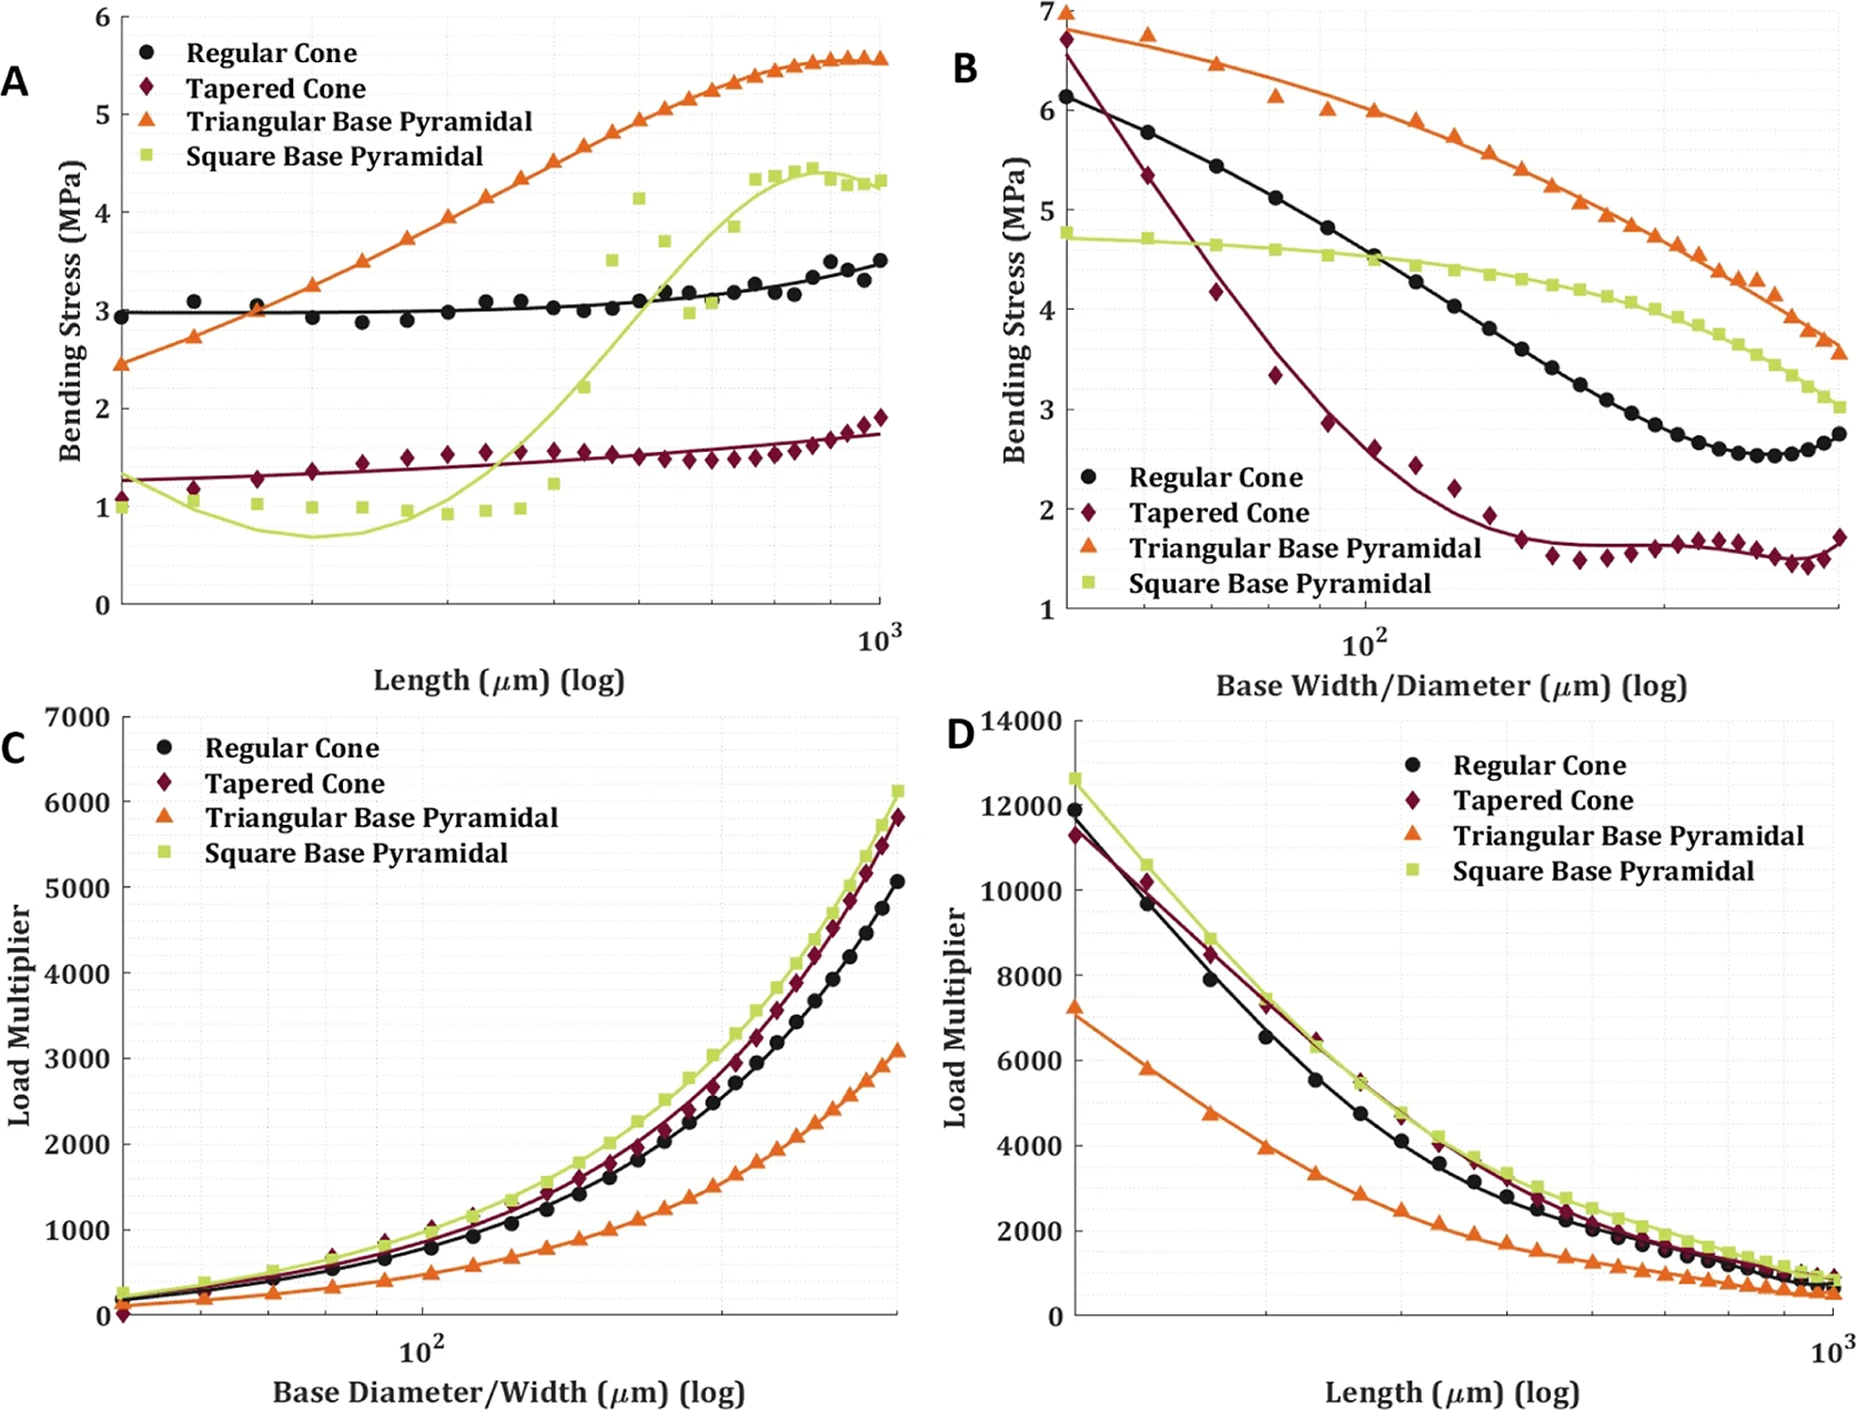 A
6
5
4
3
2
1
0
Bending Stress (MPa)
Regular Cone
Tapered Cone
Triangular Base Pyramidal
Square Base Pyramidal
10³
Length (μm) (log)
B
7
6
5
4
3
2
1
Bending Stress (MPa)
Regular Cone
Tapered Cone
Triangular Base Pyramidal
Square Base Pyramidal
10²
Base Width/Diameter (μm) (log)
C
7000
6000
5000
4000
3000
2000
1000
0
Load Multiplier
Regular Cone
Tapered Cone
Triangular Base Pyramidal
Square Base Pyramidal
10²
Base Diameter/Width (μm) (log)
D
14000
12000
10000
8000
6000
4000
2000
0
Load Multiplier
Regular Cone
Tapered Cone
Triangular Base Pyramidal
Square Base Pyramidal
10³
Length (μm) (log)